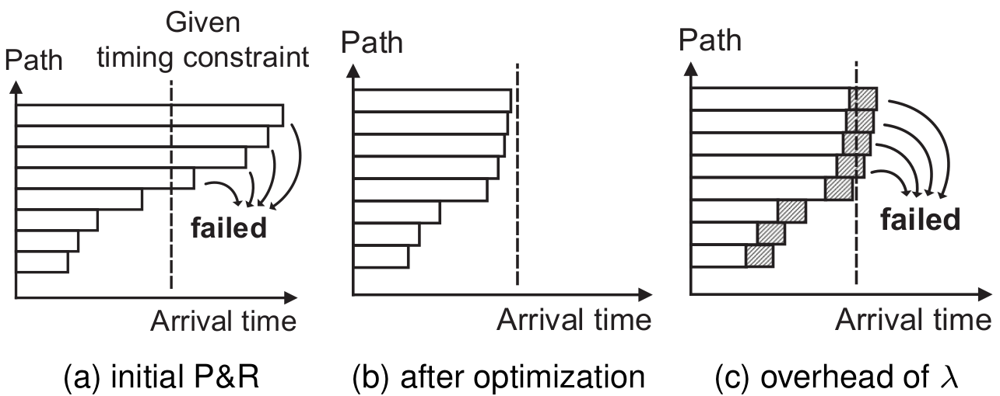 Given
timing constraint
Path
failed
Arrival time
(a) initial P&R
Path
Arrival time
(b) after optimization
Path
failed
Arrival time
(c) overhead of λ